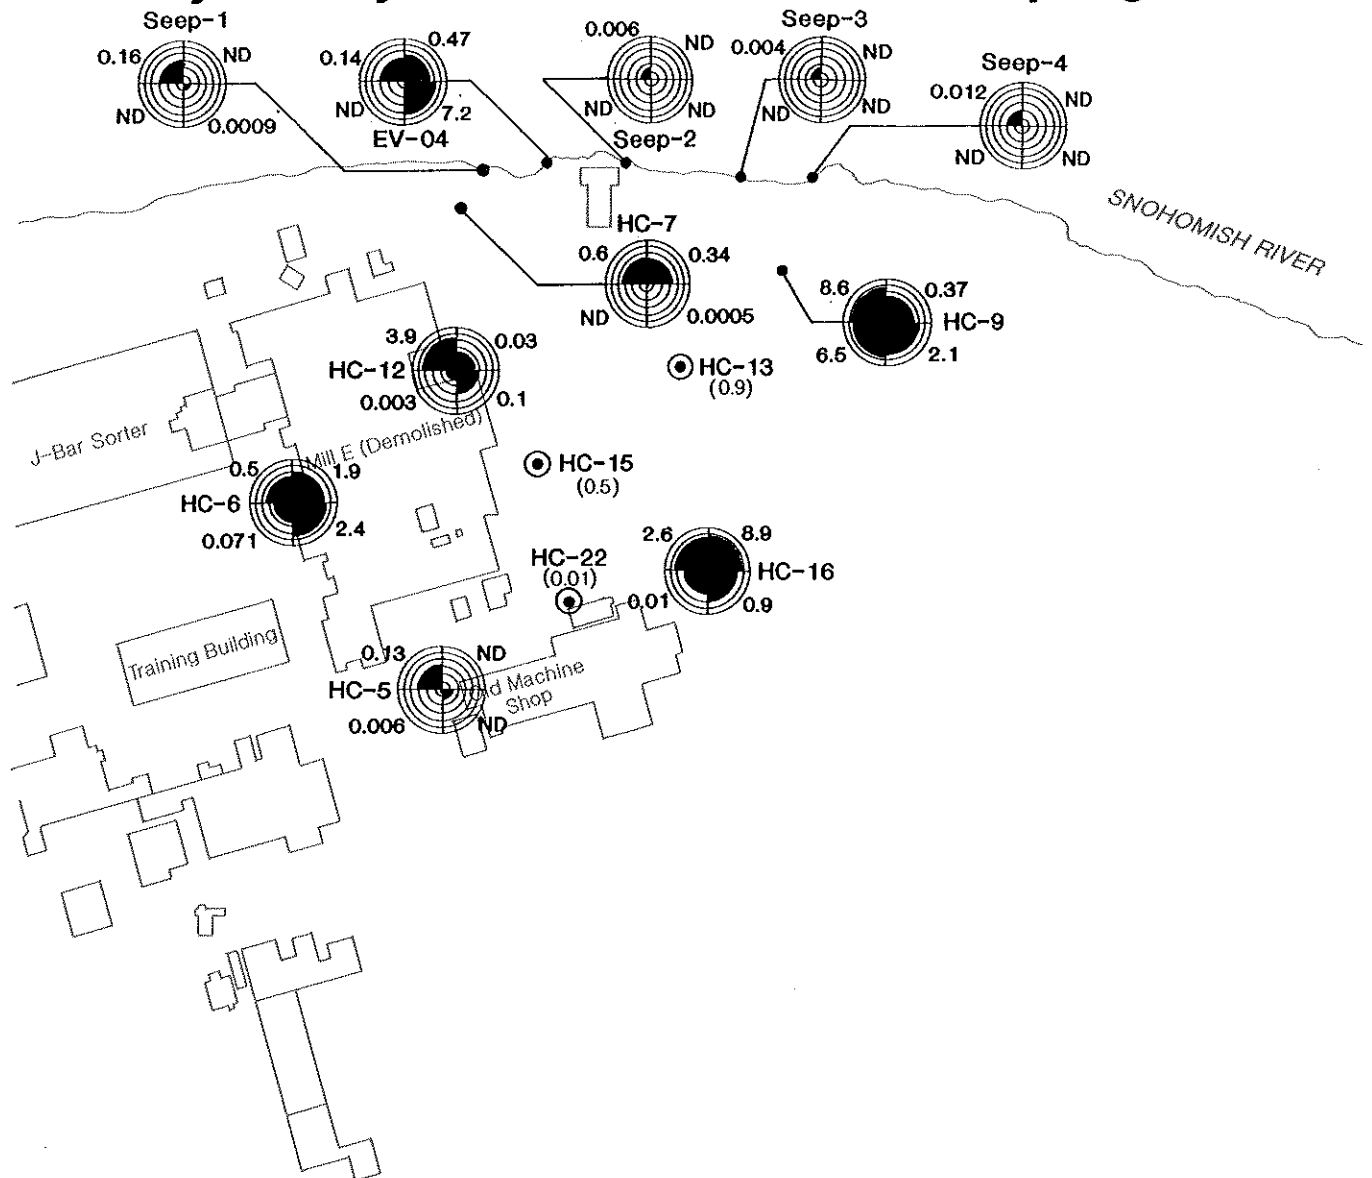 Seep-1
0.16
ND
ND
0.0009
0.14
0.47
ND
7.2
EV-04
0.006
ND
ND
ND
Seep-2
Seep-3
0.004
ND
ND
ND
Seep-4
0.012
ND
ND
ND
SNOHOMISH RIVER
HC-7
0.6
0.34
ND
0.0005
8.6
0.37
HC-9
6.5
2.1
3.9
0.03
HC-12
0.003
0.1
HC-13
(0.9)
J-Bar Sorter
Mill E (Demolished)
HC-15
(0.5)
0.5
1.9
HC-6
0.071
2.4
HC-22
(0.01)
2.6
8.9
HC-16
0.01
0.9
Training Building
0.13
ND
HC-5
0.006
ND
Old Machine
Shop